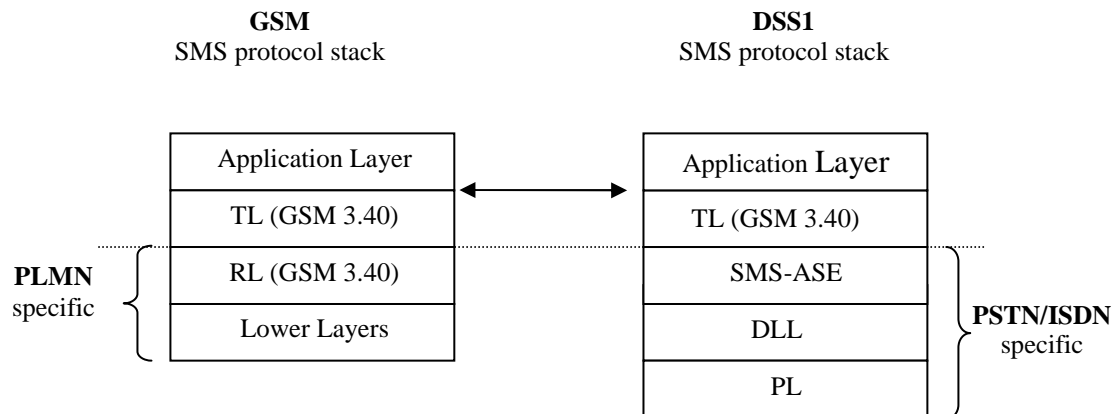 GSM
SMS protocol stack
DSS1
SMS protocol stack
Application Layer
TL (GSM 3.40)
RL (GSM 3.40)
Lower Layers
PLMN
specific
Application Layer
TL (GSM 3.40)
SMS-ASE
DLL
PL
PSTN/ISDN
specific